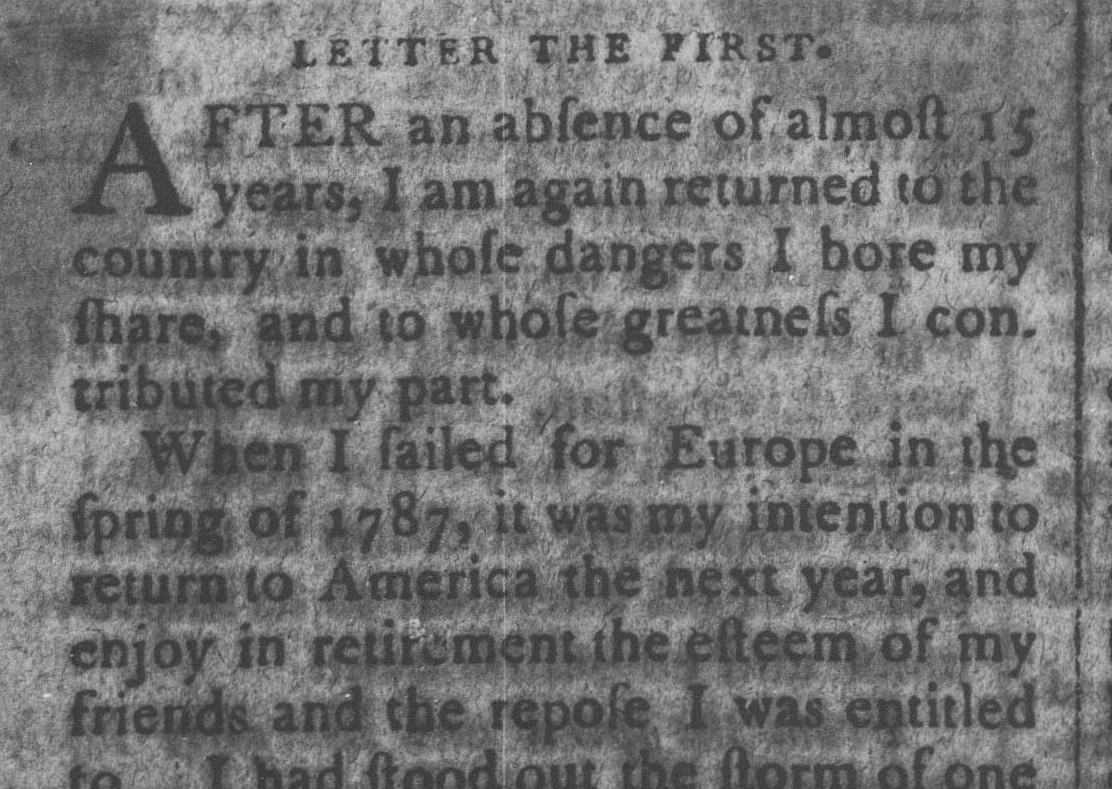 LETTER THE FIRST.
AFTER an abſence of almoſt 15
years, I am again returned to the
country in whoſe dangers I bore my
ſhare, and to whoſe greatneſs I con.
tributed my part.
When I ſailed for Europe in the
ſpring of 1787, it was my intention to
return to America the next year, and
enjoy in retirement the eſteem of my
friends and the repoſe I was entitled
to. I had ſtood out the ſtorm of one